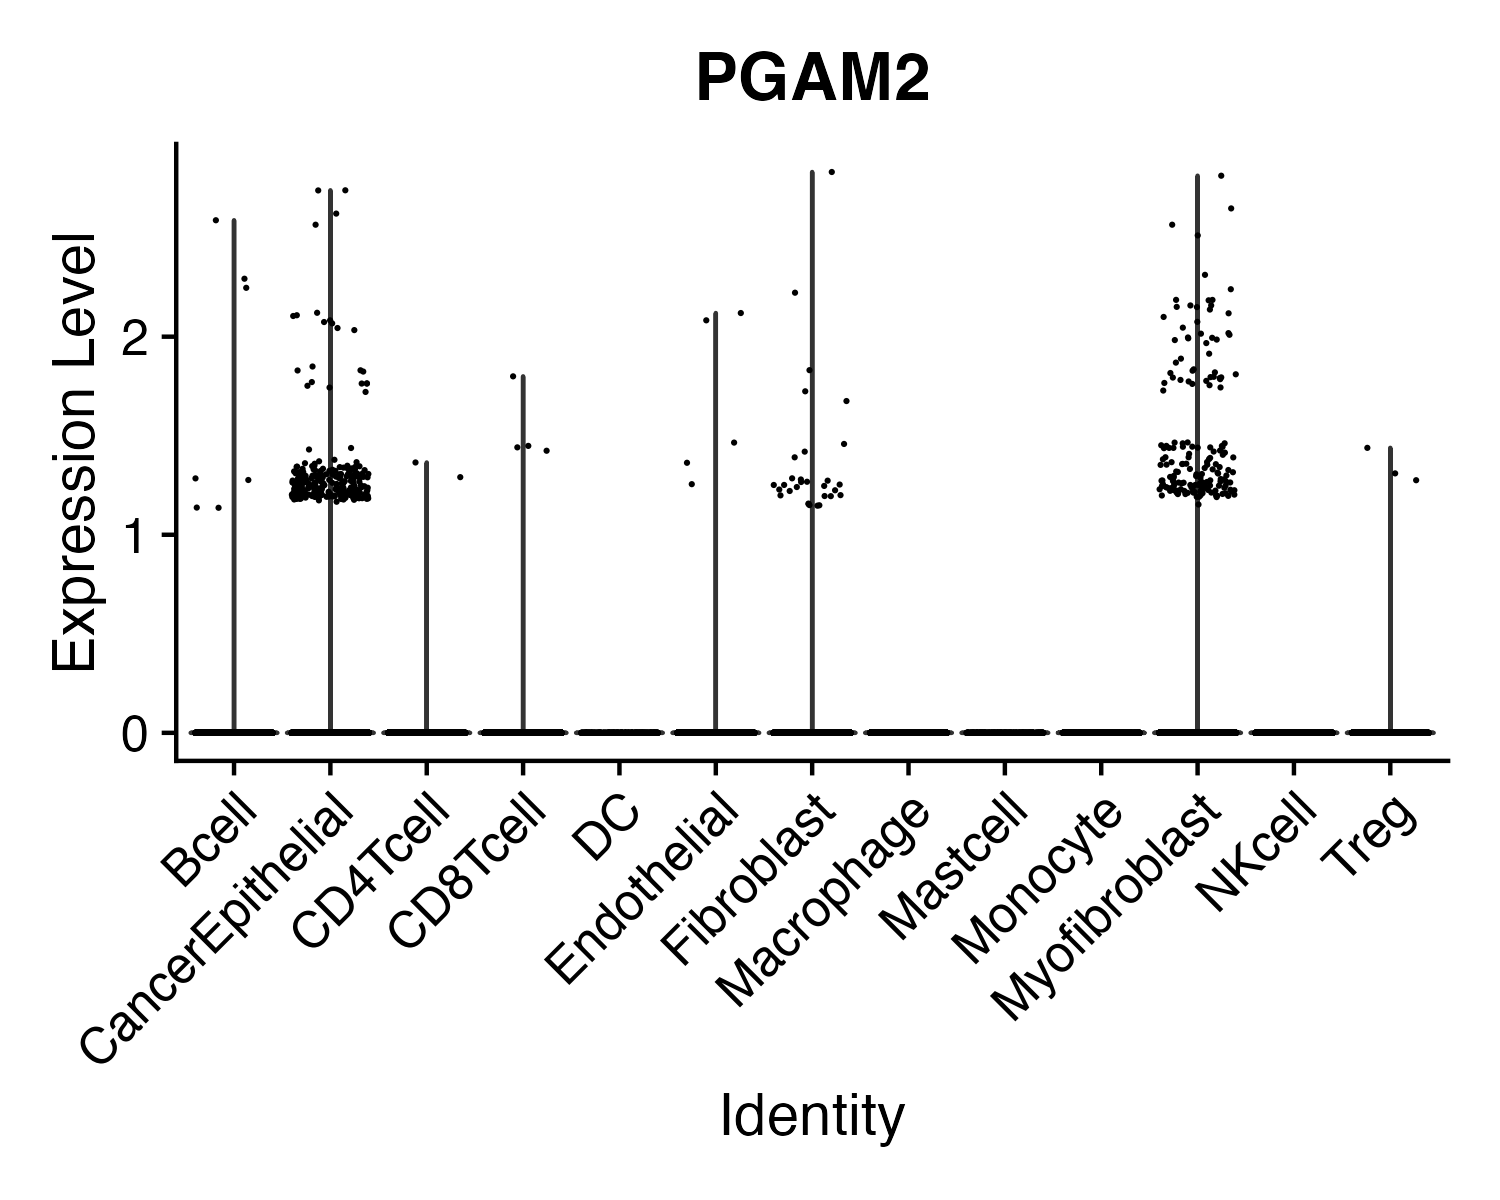 PGAM2
Expression Level
2
1
0
Bcell
CancerEpithelial
CD4Tcell
CD8Tcell
DC
Endothelial
Fibroblast
Macrophage
Mastcell
Monocyte
Myofibroblast
NKcell
Treg
Identity